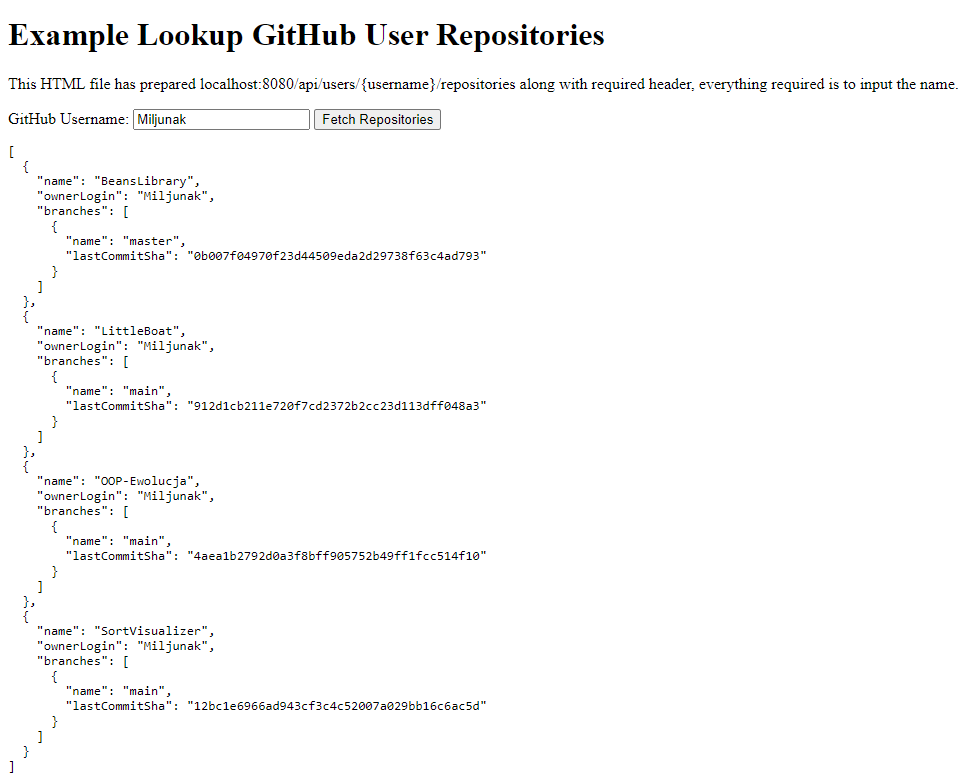 Example Lookup GitHub User Repositories
This HTML file has prepared localhost:8080/api/users/{username}/repositories along with required header, everything required is to input the name.
GitHub Username: Miljunak Fetch Repositories
[
  {
    "name": "BeansLibrary",
    "ownerLogin": "Miljunak",
    "branches": [
      {
        "name": "master",
        "lastCommitSha": "0b007f04970f23d44509eda2d29738f63c4ad793"
      }
    ]
  },
  {
    "name": "LittleBoat",
    "ownerLogin": "Miljunak",
    "branches": [
      {
        "name": "main",
        "lastCommitSha": "912d1cb211e720f7cd2372b2cc23d113dff048a3"
      }
    ]
  },
  {
    "name": "OOP-Ewolucja",
    "ownerLogin": "Miljunak",
    "branches": [
      {
        "name": "main",
        "lastCommitSha": "4aea1b2792d0a3f8bff905752b49ff1fcc514f10"
      }
    ]
  },
  {
    "name": "SortVisualizer",
    "ownerLogin": "Miljunak",
    "branches": [
      {
        "name": "main",
        "lastCommitSha": "12bc1e6966ad943cf3c4c52007a029bb16c6ac5d"
      }
    ]
  }
]